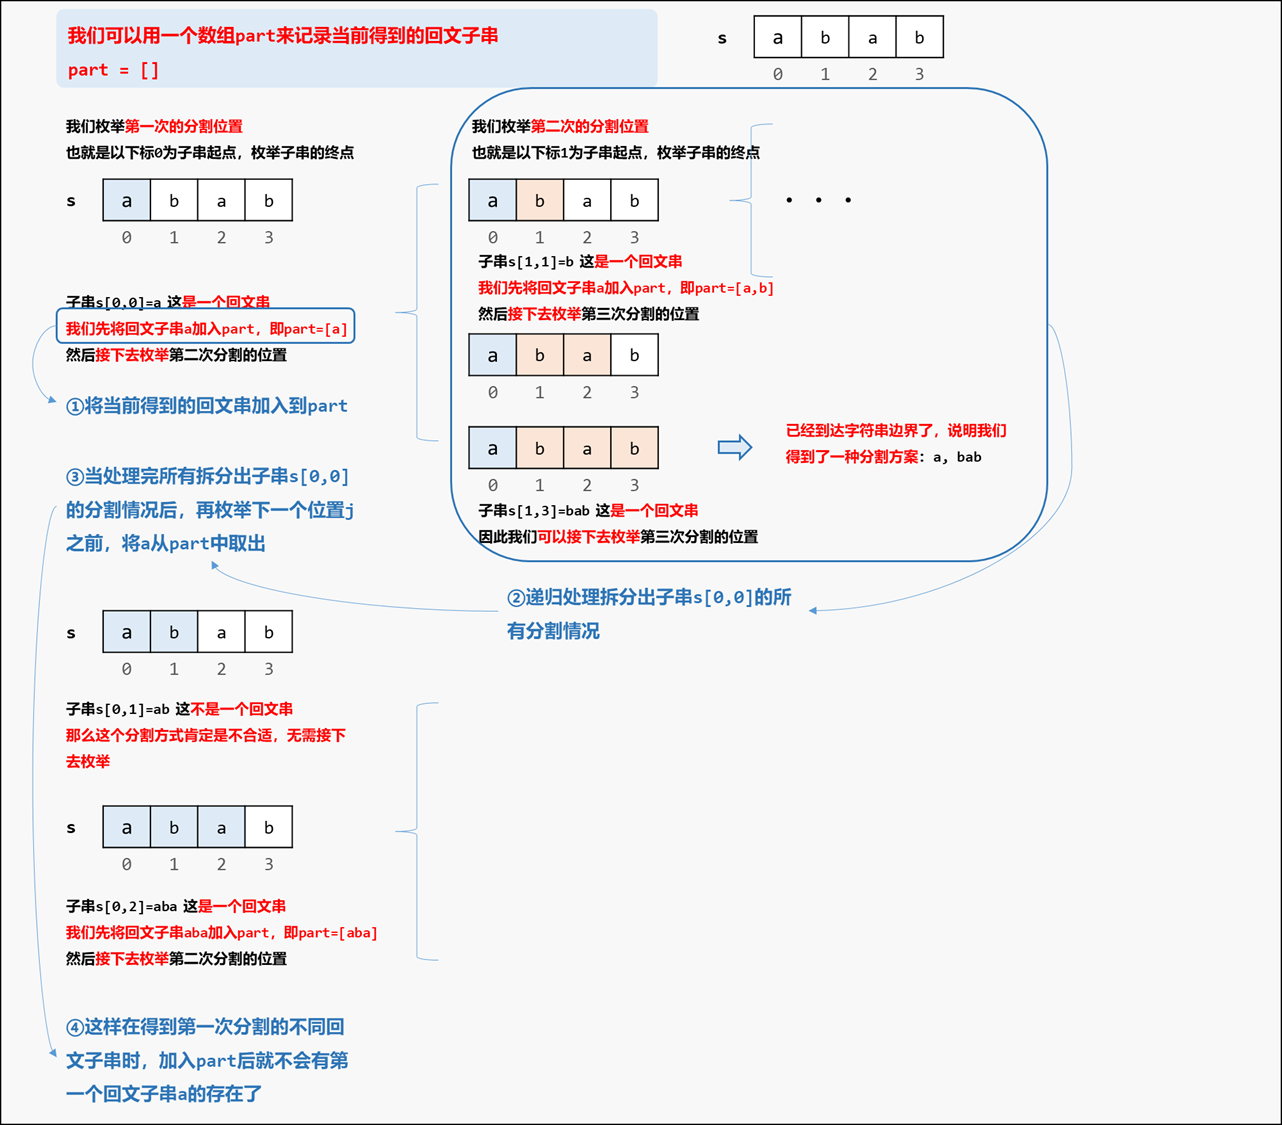 我们可以用一个数组part来记录当前得到的回文子串
part = []
s a b a b
0 1 2 3
我们枚举第一次的分割位置
也就是以下标0为子串起点，枚举子串的终点
s a b a b
0 1 2 3
子串s[0,0]=a 这是一个回文串
我们先将回文子串a加入part，即part=[a]
然后接下去枚举第二次分割的位置
①将当前得到的回文串加入到part
我们枚举第二次的分割位置
也就是以下标1为子串起点，枚举子串的终点
a b a b
0 1 2 3
• • •
子串s[1,1]=b 这是一个回文串
我们先将回文子串a加入part，即part=[a,b]
然后接下去枚举第三次分割的位置
a b a b
0 1 2 3
a b a b
0 1 2 3
已经到达字符串边界了，说明我们
得到了一种分割方案：a，bab
子串s[1,3]=bab 这是一个回文串
因此我们可以接下去枚举第三次分割的位置
②递归处理拆分出子串s[0,0]的所
有分割情况
③当处理完所有拆分出子串s[0,0]
的分割情况后，再枚举下一个位置j
之前，将a从part中取出
s a b a b
0 1 2 3
子串s[0,1]=ab 这不是一个回文串
那么这个分割方式肯定是不合适，无需接下
去枚举
s a b a b
0 1 2 3
子串s[0,2]=aba 这是一个回文串
我们先将回文子串aba加入part，即part=[aba]
然后接下去枚举第二次分割的位置
④这样在得到第一次分割的不同回
文子串时，加入part后就不会有第
一个回文子串a的存在了